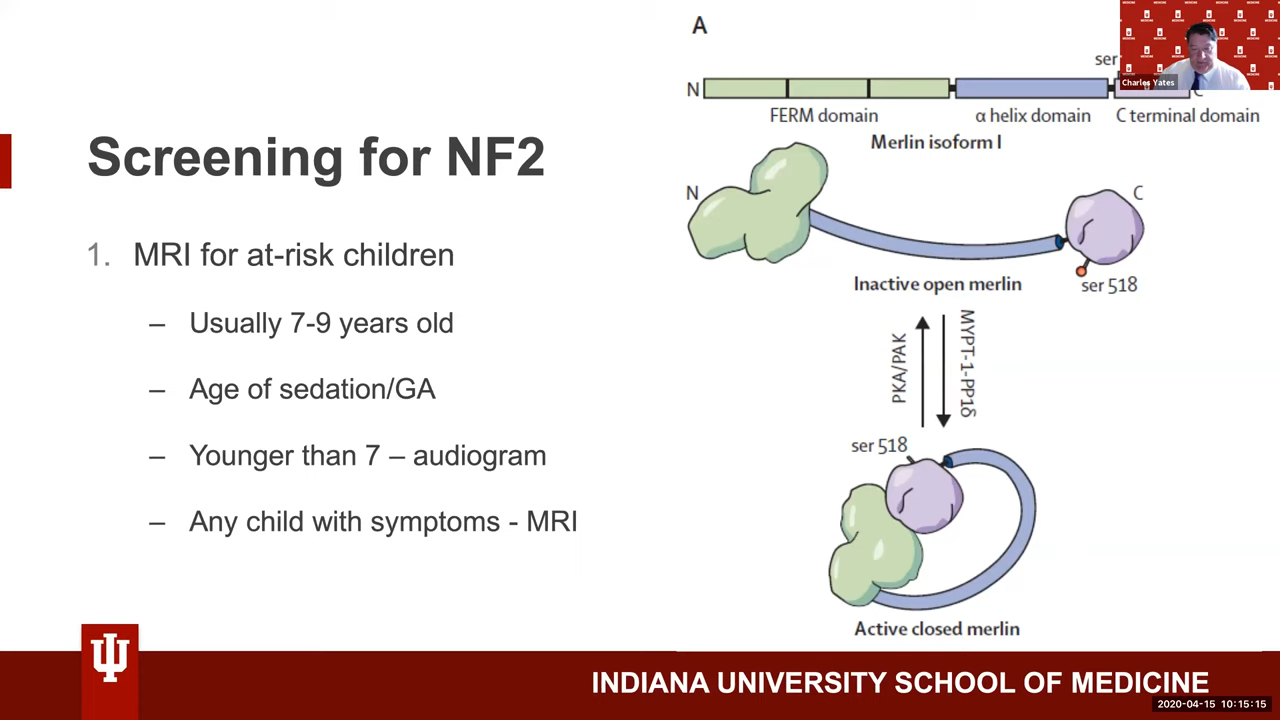 Screening for NF2
1. MRI for at-risk children
– Usually 7-9 years old
– Age of sedation/GA
– Younger than 7 – audiogram
– Any child with symptoms - MRI
A
ser
Charles Yates
N
C
FERM domain
α helix domain
C terminal domain
Merlin isoform I
N
C
Inactive open merlin
ser 518
PKA/PAK
MYPT-1-PP1δ
ser 518
Active closed merlin
INDIANA UNIVERSITY SCHOOL OF MEDICINE
2020-04-15 10:15:15